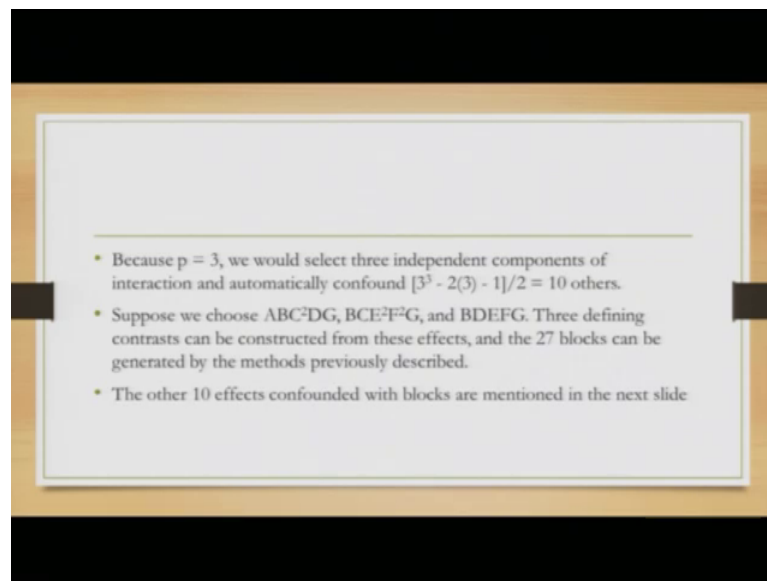 • Because p = 3, we would select three independent components of
interaction and automatically confound [3³ - 2(3) - 1]/2 = 10 others.
• Suppose we choose ABC²DG, BCE²F²G, and BDEFG. Three defining
contrasts can be constructed from these effects, and the 27 blocks can be
generated by the methods previously described.
• The other 10 effects confounded with blocks are mentioned in the next slide